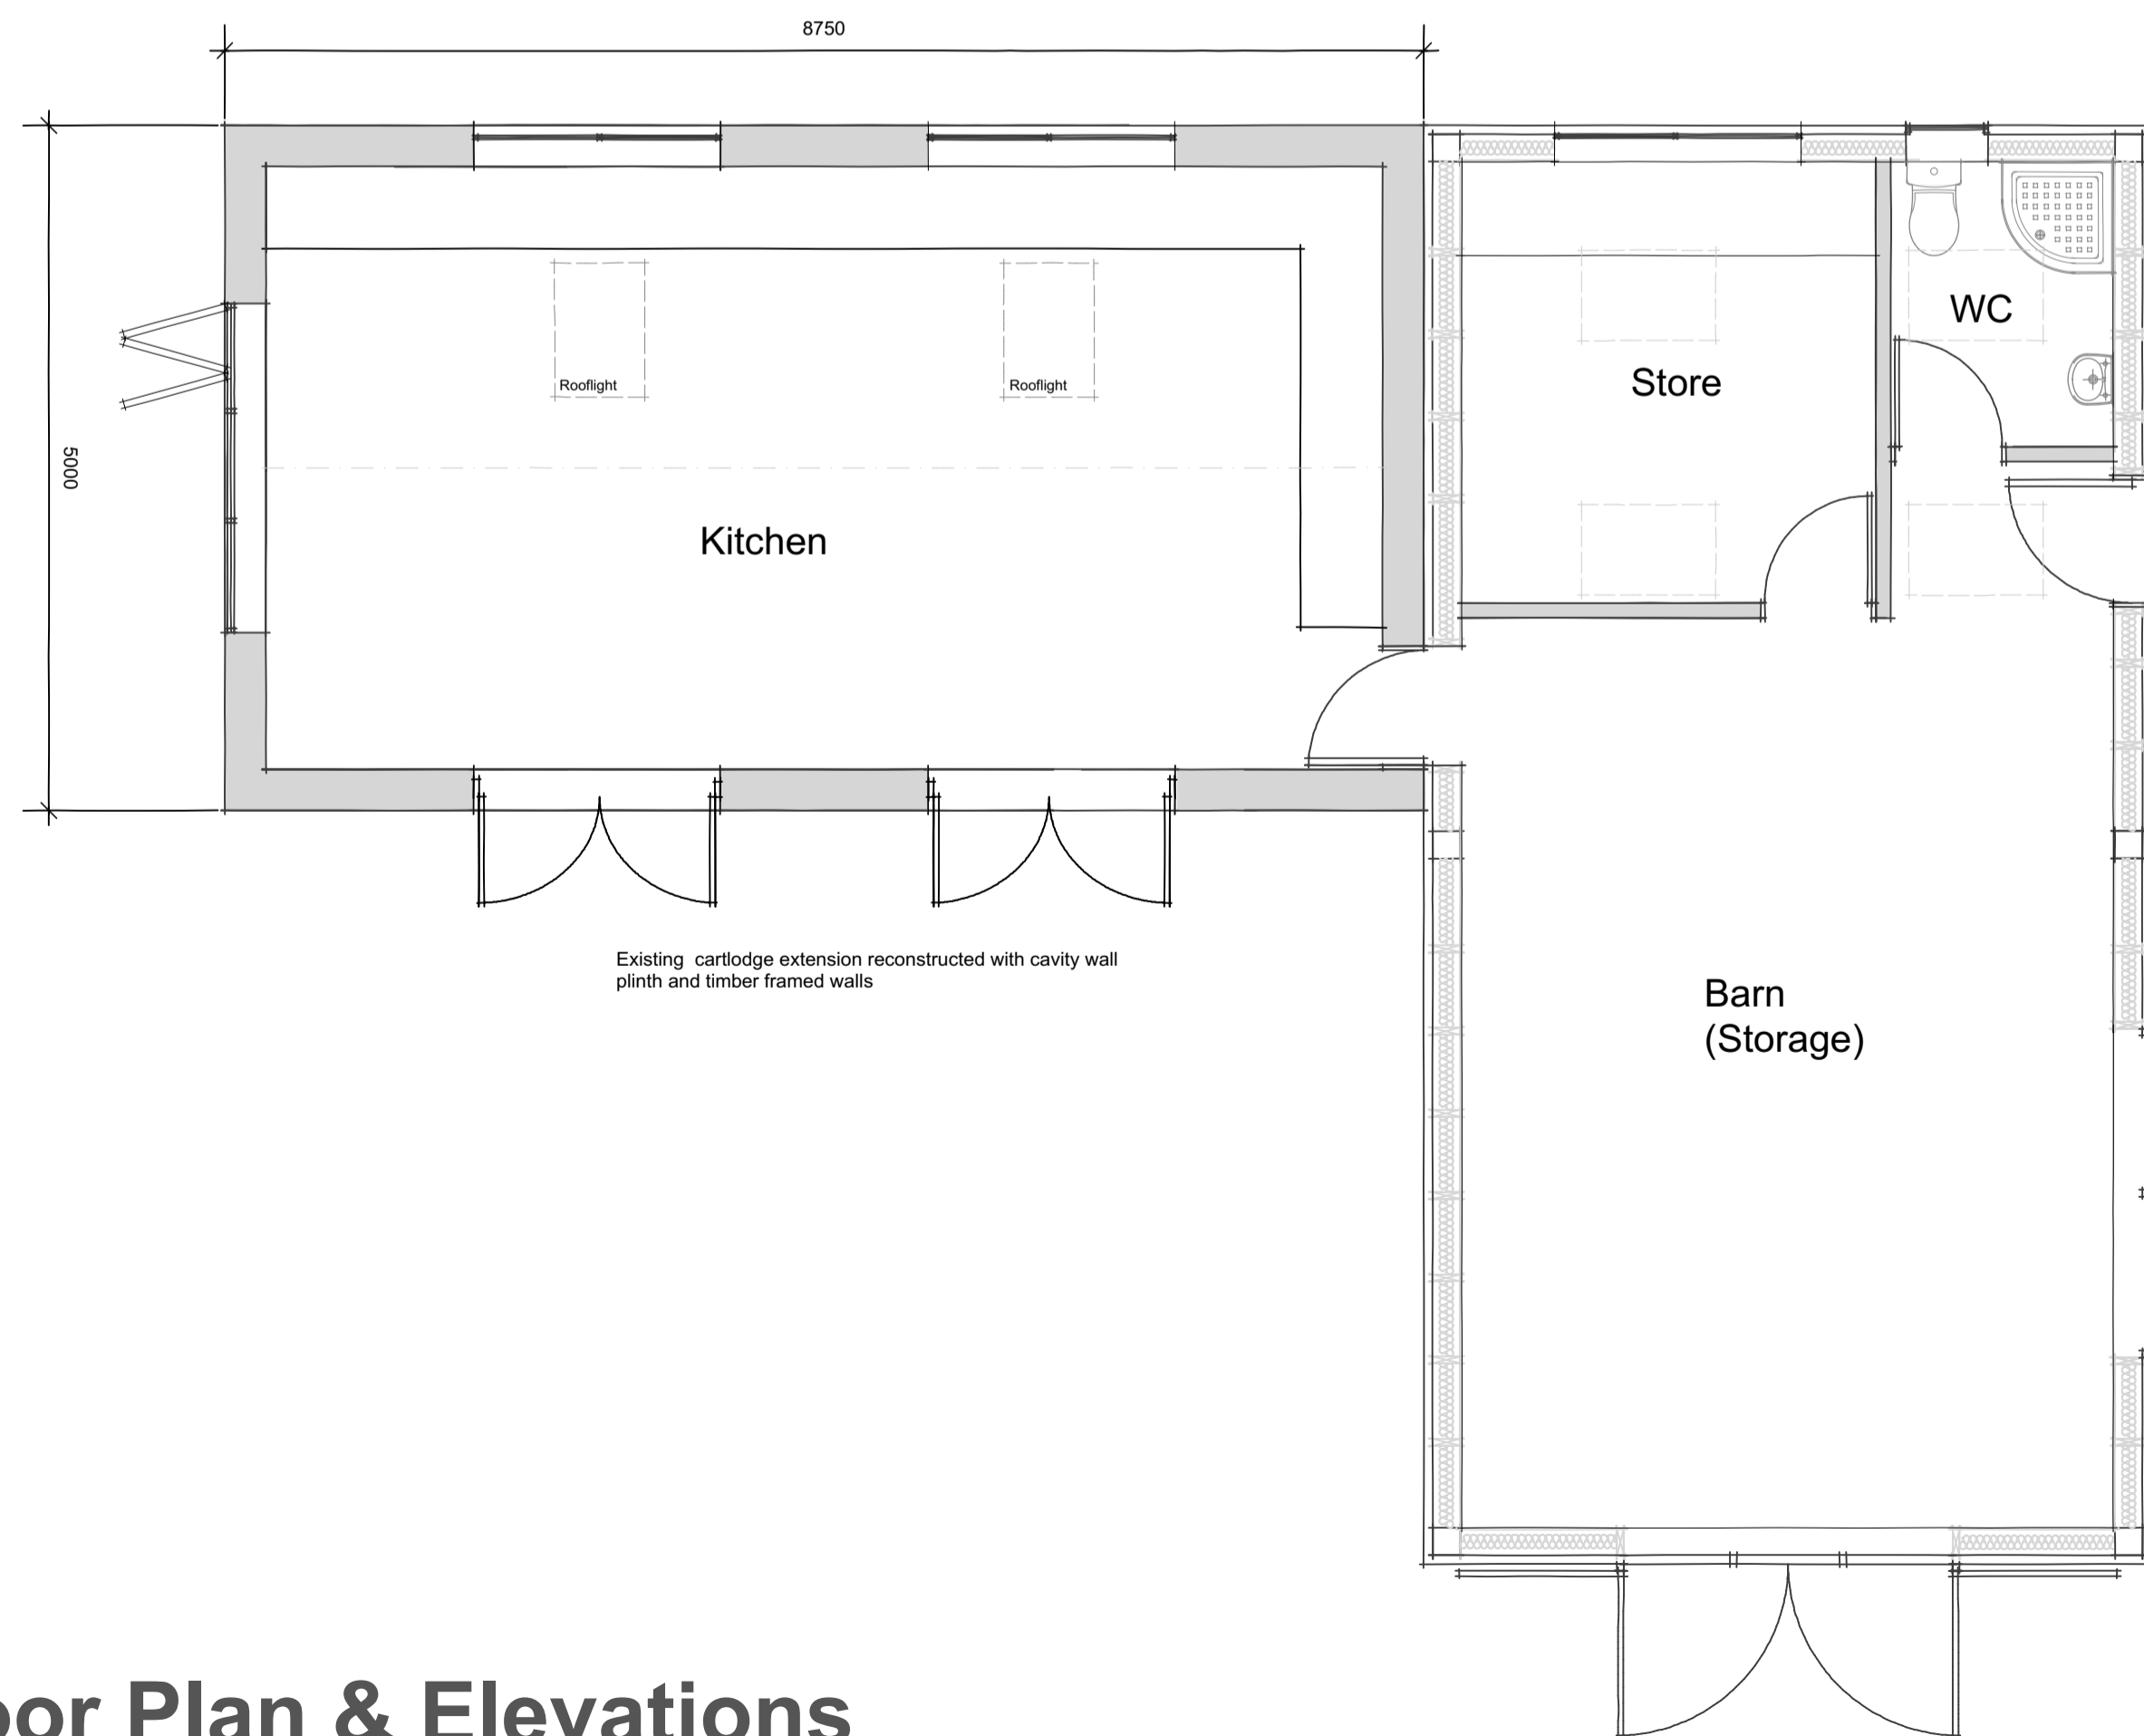 8750
5000
Rooflight
Rooflight
Kitchen
Store
WC
Existing cartlodge extension reconstructed with cavity wall
plinth and timber framed walls
Barn
(Storage)
oor Plan & Elevations